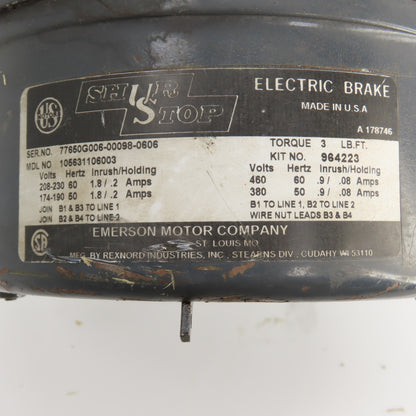 US
SHUR STOP
ELECTRIC BRAKE
MADE IN U.S.A
A 178746
SER.NO. 77650G006-00098-0606
TORQUE 3 LB.FT.
MDL NO 105631106003
KIT NO. 964223
Volts Hertz Inrush/Holding
Volts Hertz Inrush/Holding
208-230 60 1.8/ .2 Amps
460 60 .9/ .08 Amps
174-190 50 1.8/ .2 Amps
380 50 .9/ .08 Amps
JOIN B1 & B3 TO LINE 1
B1 TO LINE 1, B2 TO LINE 2
JOIN B2 & B4 TO LINE 2
WIRE NUT LEADS B3 & B4
SA
EMERSON MOTOR COMPANY
ST. LOUIS MO.
MFG. BY REXNORD INDUSTRIES, INC., STEARNS DIV., CUDAHY WI 53110